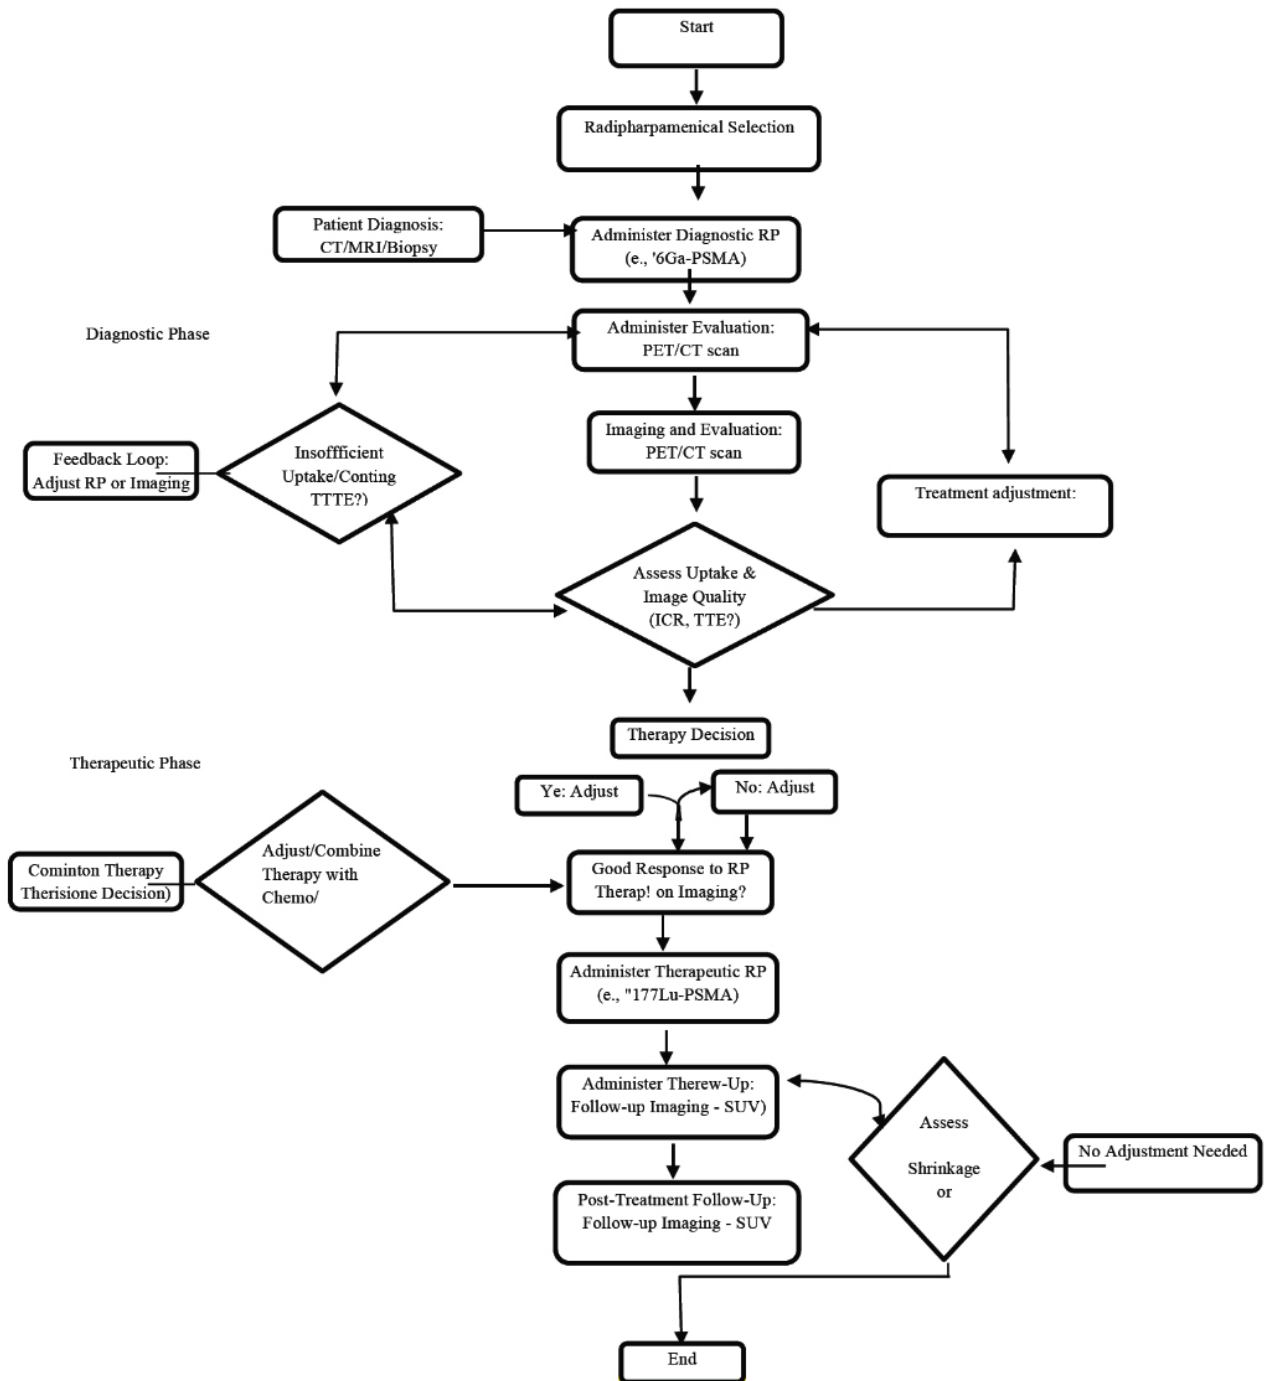 Start
Radipharpamenical Selection
Patient Diagnosis:
CT/MRI/Biopsy
Administer Diagnostic RP
(e., '6Ga-PSMA)
Diagnostic Phase
Administer Evaluation:
PET/CT scan
Insoffficient
Uptake/Conting
TTTE?)
Feedback Loop:
Adjust RP or Imaging
Imaging and Evaluation:
PET/CT scan
Treatment adjustment:
Assess Uptake &
Image Quality
(ICR, TTE?)
Therapy Decision
Therapeutic Phase
Ye: Adjust
No: Adjust
Cominton Therapy
Therisione Decision)
Adjust/Combine
Therapy with
Chemo/
Good Response to RP
Therap! on Imaging?
Administer Therapeutic RP
(e., "177Lu-PSMA)
Administer Therew-Up:
Follow-up Imaging - SUV)
Assess
Shrinkage
or
No Adjustment Needed
Post-Treatment Follow-Up:
Follow-up Imaging - SUV
End